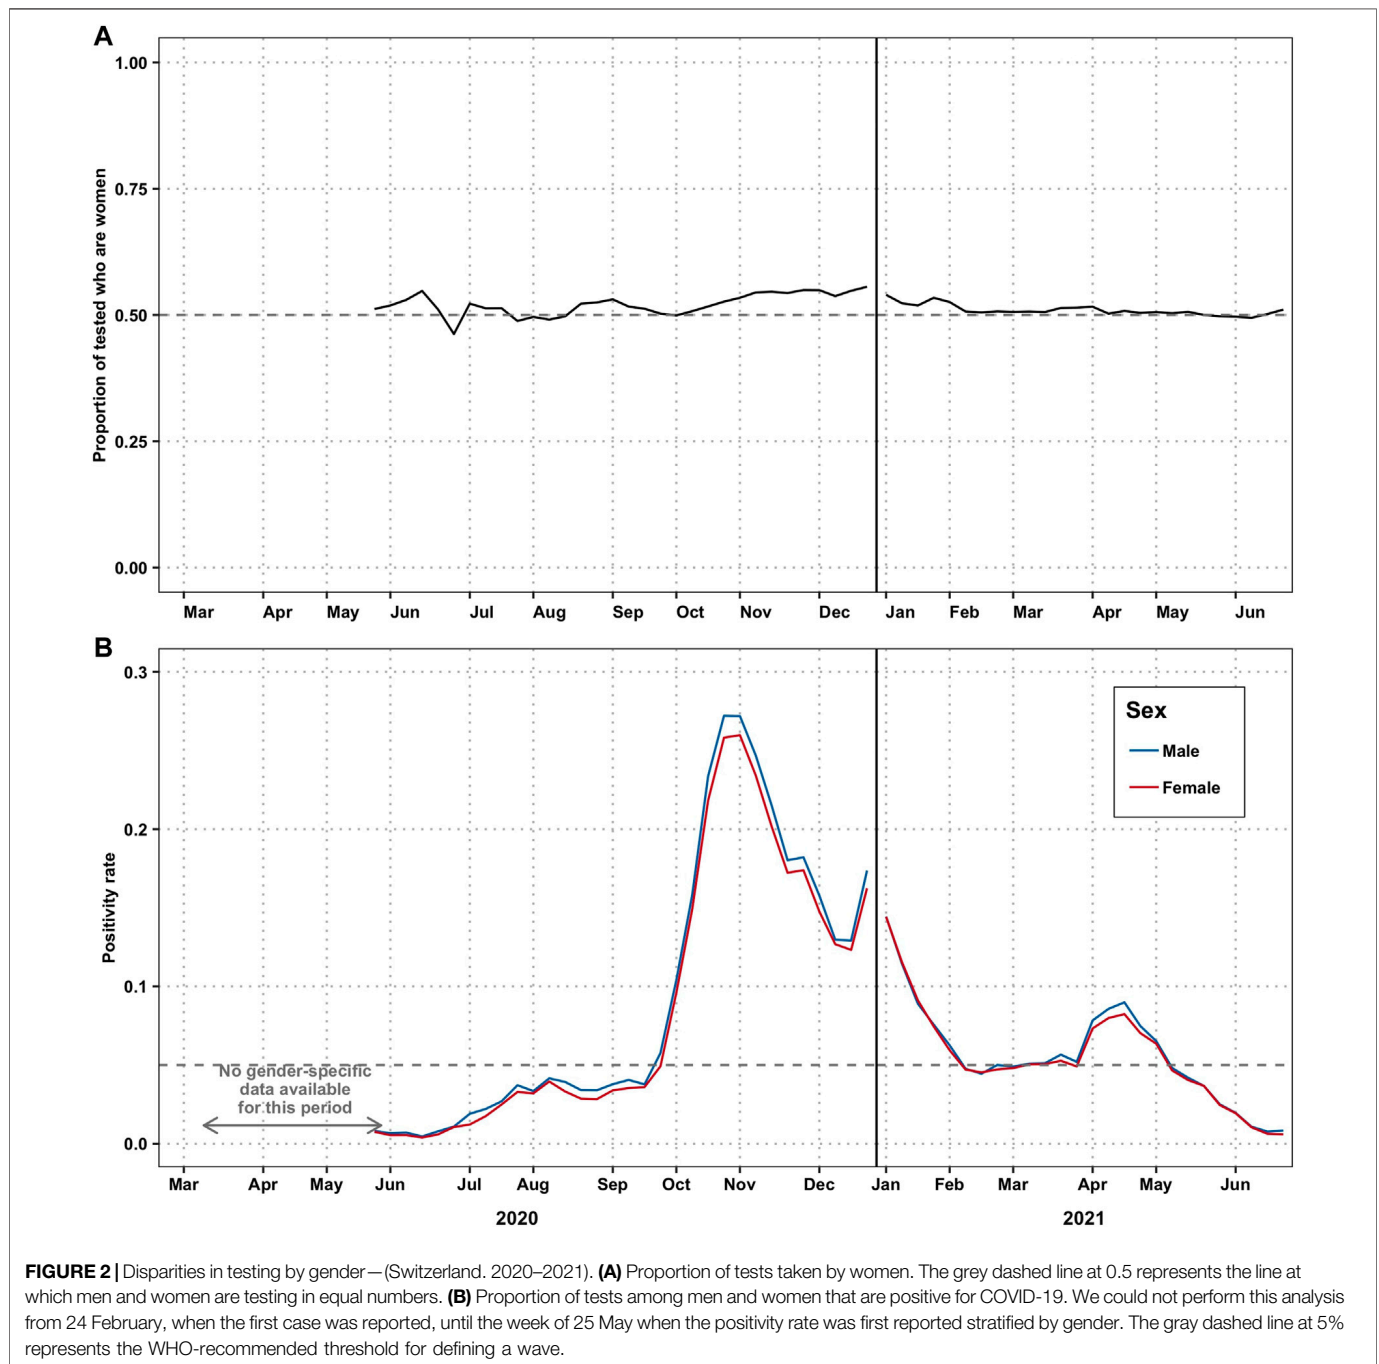 A
1.00
0.75
0.50
0.25
0.00
Proportion of tested who are women
Mar Apr May Jun Jul Aug Sep Oct Nov Dec Jan Feb Mar Apr May Jun
B
0.3
0.2
0.1
0.0
Positivity rate
Sex
Male
Female
No gender-specific
data available
for this period
Mar Apr May Jun Jul Aug Sep Oct Nov Dec Jan Feb Mar Apr May Jun
2020 2021
FIGURE 2 | Disparities in testing by gender—(Switzerland. 2020–2021). (A) Proportion of tests taken by women. The grey dashed line at 0.5 represents the line at
which men and women are testing in equal numbers. (B) Proportion of tests among men and women that are positive for COVID-19. We could not perform this analysis
from 24 February, when the first case was reported, until the week of 25 May when the positivity rate was first reported stratified by gender. The gray dashed line at 5%
represents the WHO-recommended threshold for defining a wave.